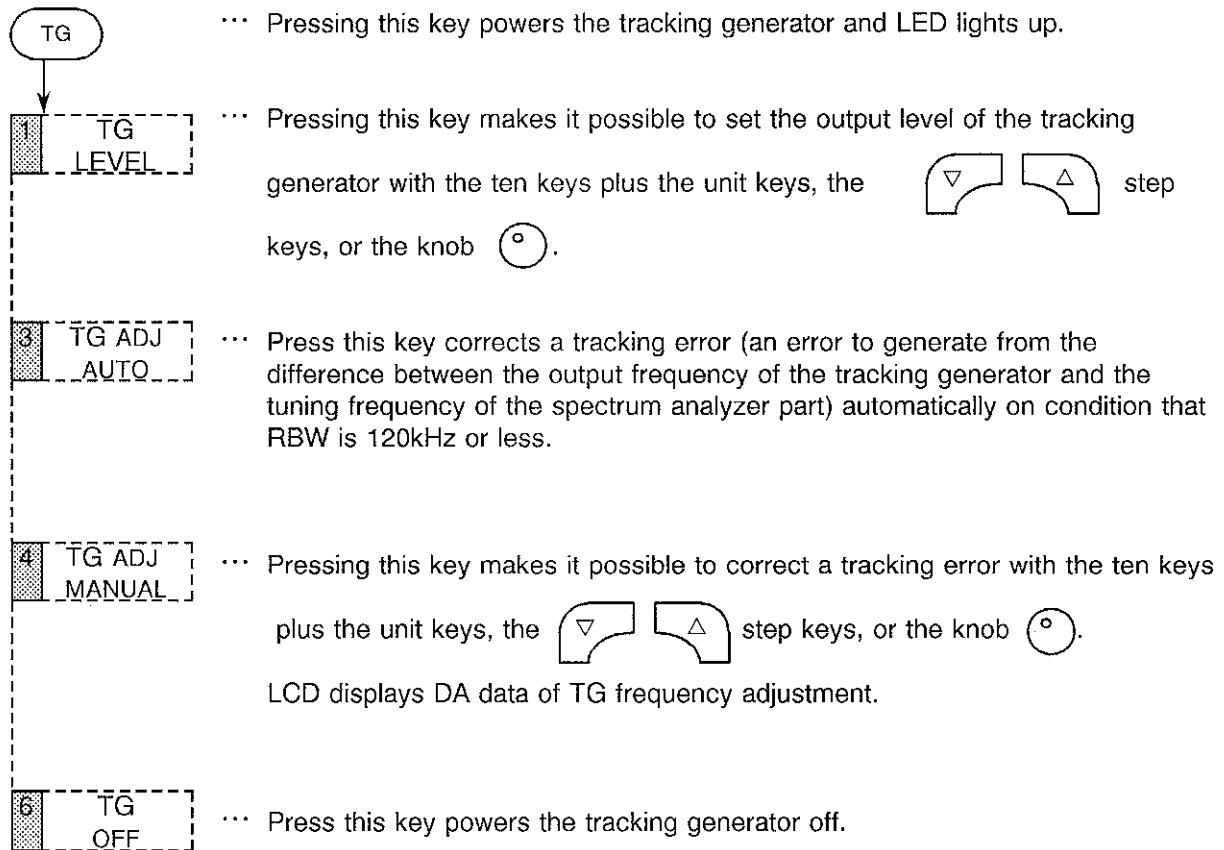 TG
··· Pressing this key powers the tracking generator and LED lights up.
1 TG
LEVEL
··· Pressing this key makes it possible to set the output level of the tracking
generator with the ten keys plus the unit keys, the ▽ △ step
keys, or the knob .
3 TG ADJ
AUTO
··· Press this key corrects a tracking error (an error to generate from the
difference between the output frequency of the tracking generator and the
tuning frequency of the spectrum analyzer part) automatically on condition that
RBW is 120kHz or less.
4 TG ADJ
MANUAL
··· Pressing this key makes it possible to correct a tracking error with the ten keys
plus the unit keys, the ▽ △ step keys, or the knob .
LCD displays DA data of TG frequency adjustment.
6 TG
OFF
··· Press this key powers the tracking generator off.